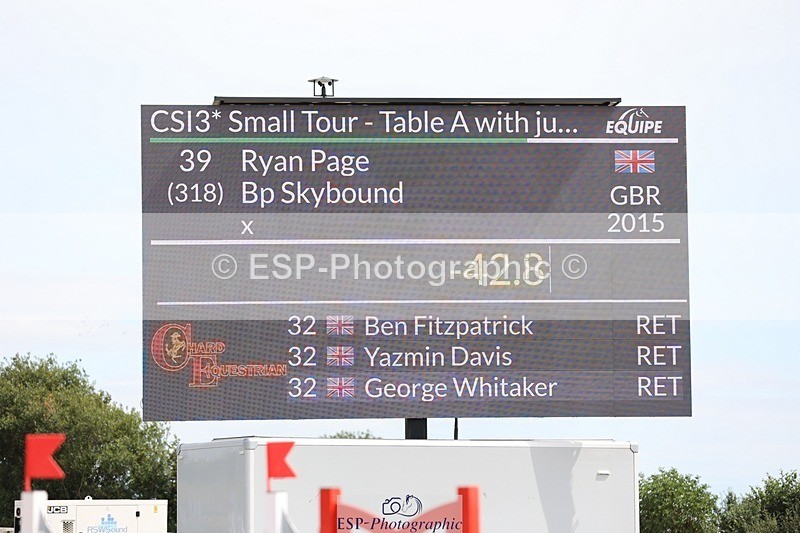 CSI3* Small Tour - Table A with ju...
EQUIPE
39 Ryan Page
(318) Bp Skybound GBR
x 2015
-42.8
© ESP-Photographic ©
CHARD
EQUESTRIAN
32 Ben Fitzpatrick RET
32 Yazmin Davis RET
32 George Whitaker RET
JCB
RSWSound
ESP-Photographic